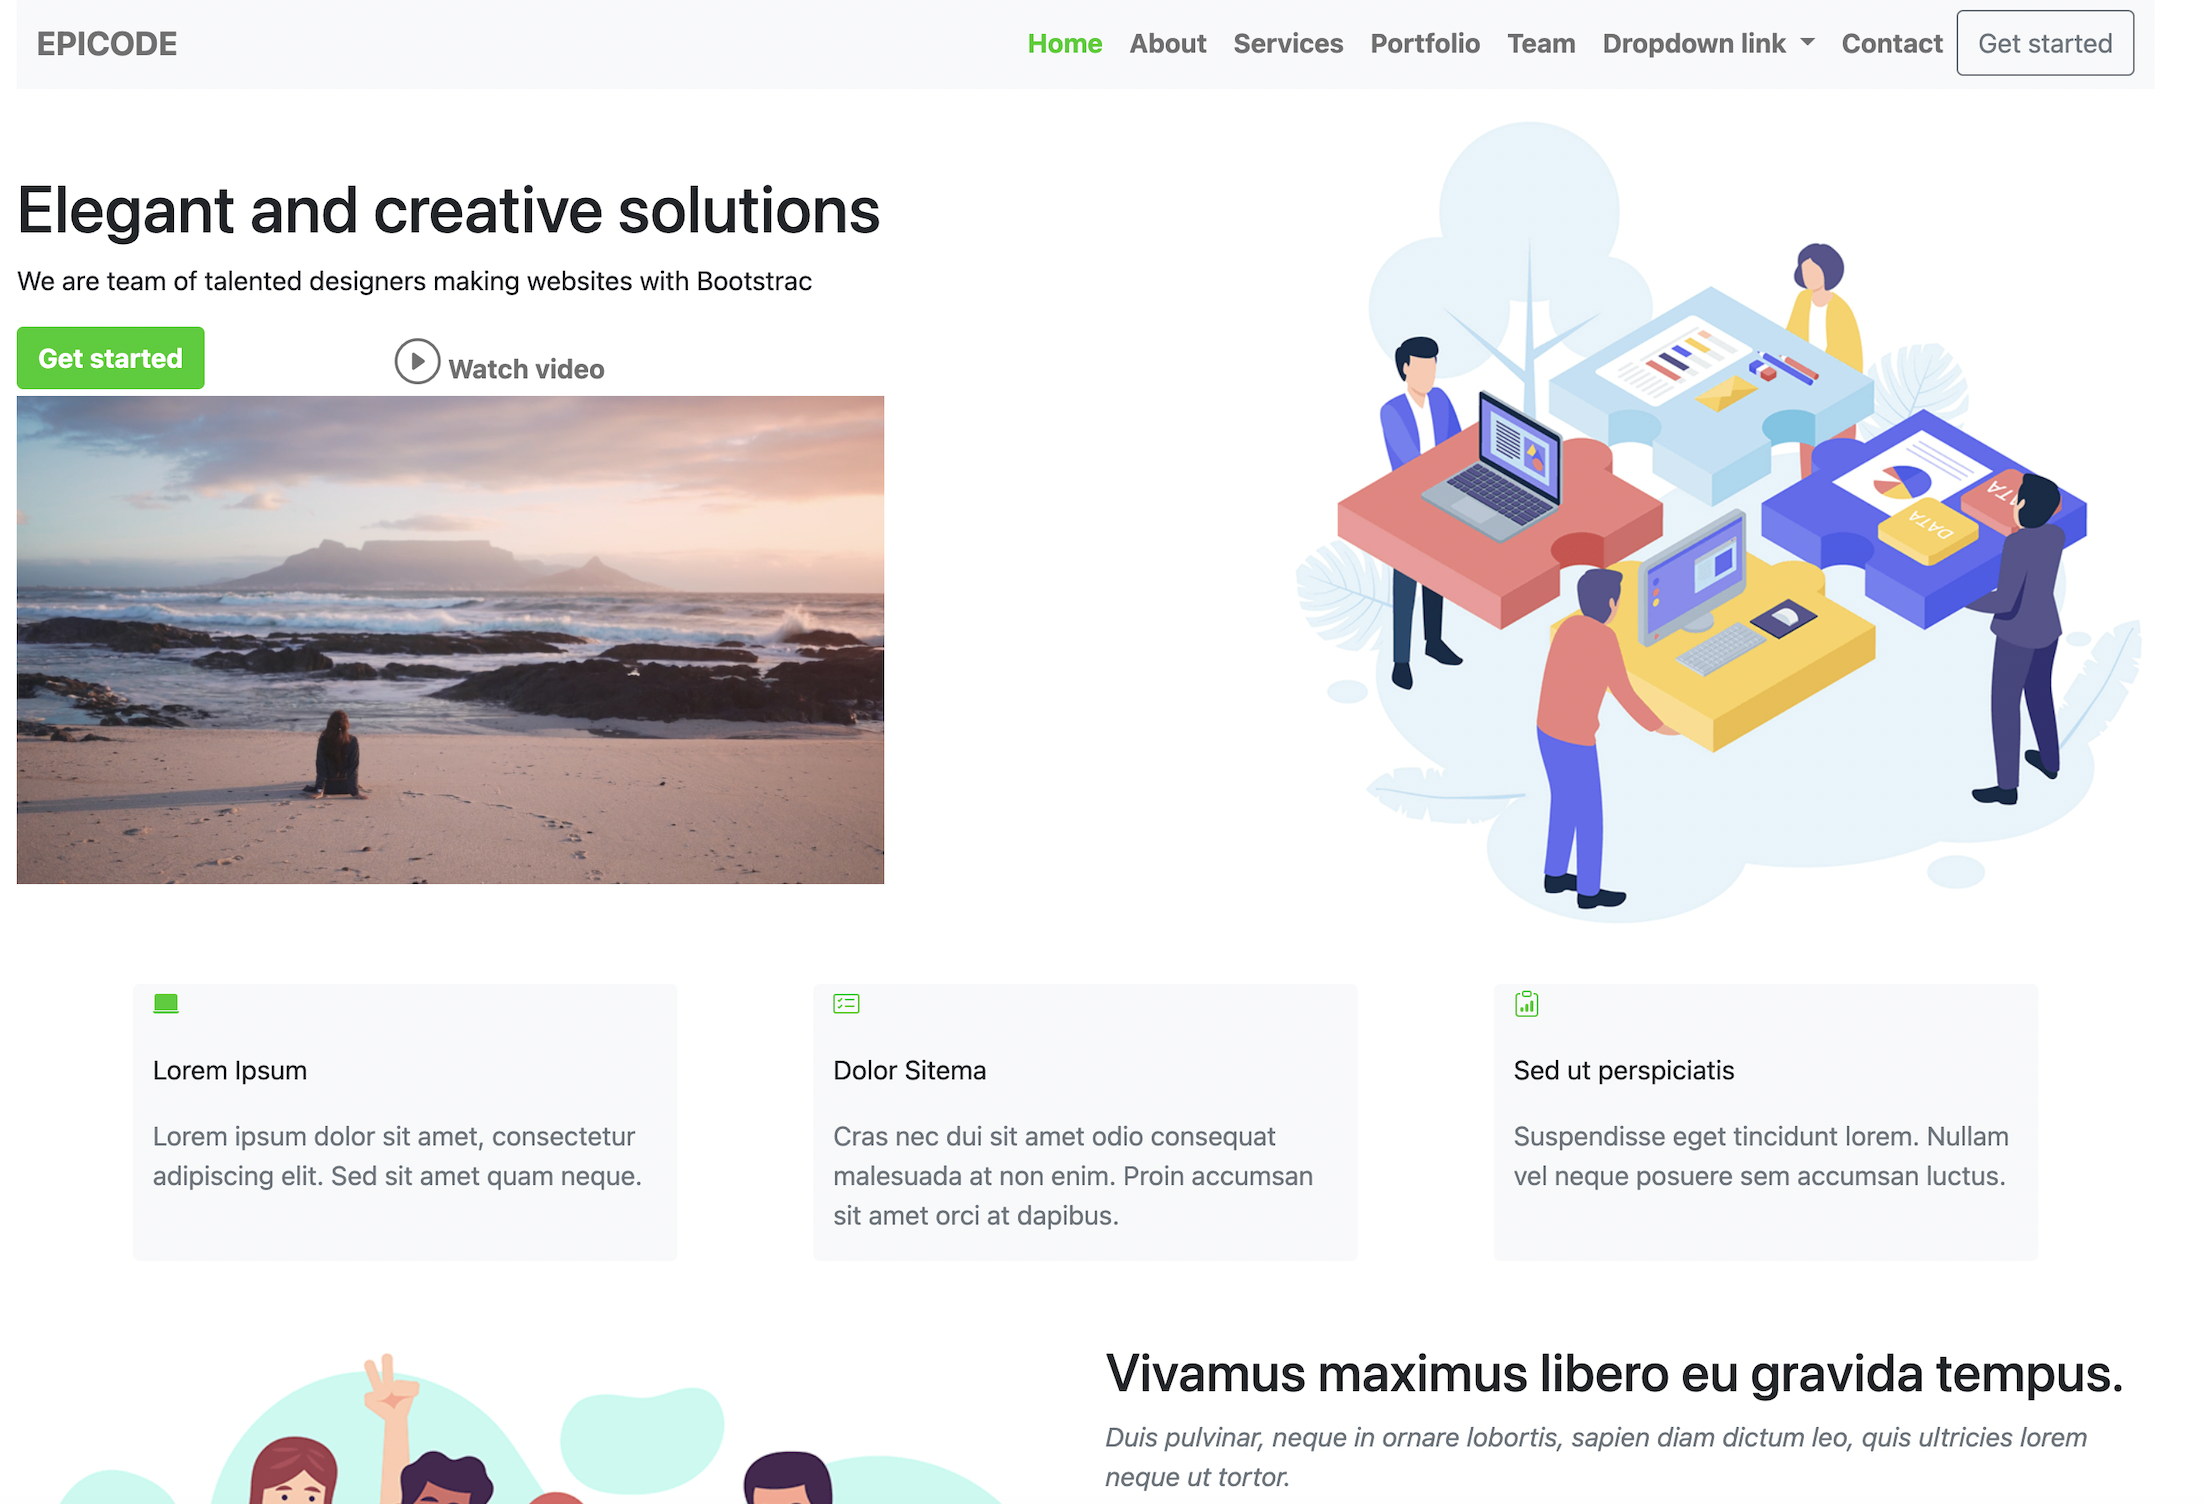 EPICODE
Home About Services Portfolio Team Dropdown link Contact Get started
Elegant and creative solutions
We are team of talented designers making websites with Bootstrac
Get started
Watch video
DATA
DATA
Lorem Ipsum
Lorem ipsum dolor sit amet, consectetur
adipiscing elit. Sed sit amet quam neque.
Dolor Sitema
Cras nec dui sit amet odio consequat
malesuada at non enim. Proin accumsan
sit amet orci at dapibus.
Sed ut perspiciatis
Suspendisse eget tincidunt lorem. Nullam
vel neque posuere sem accumsan luctus.
Vivamus maximus libero eu gravida tempus.
Duis pulvinar, neque in ornare lobortis, sapien diam dictum leo, quis ultricies lorem
neque ut tortor.